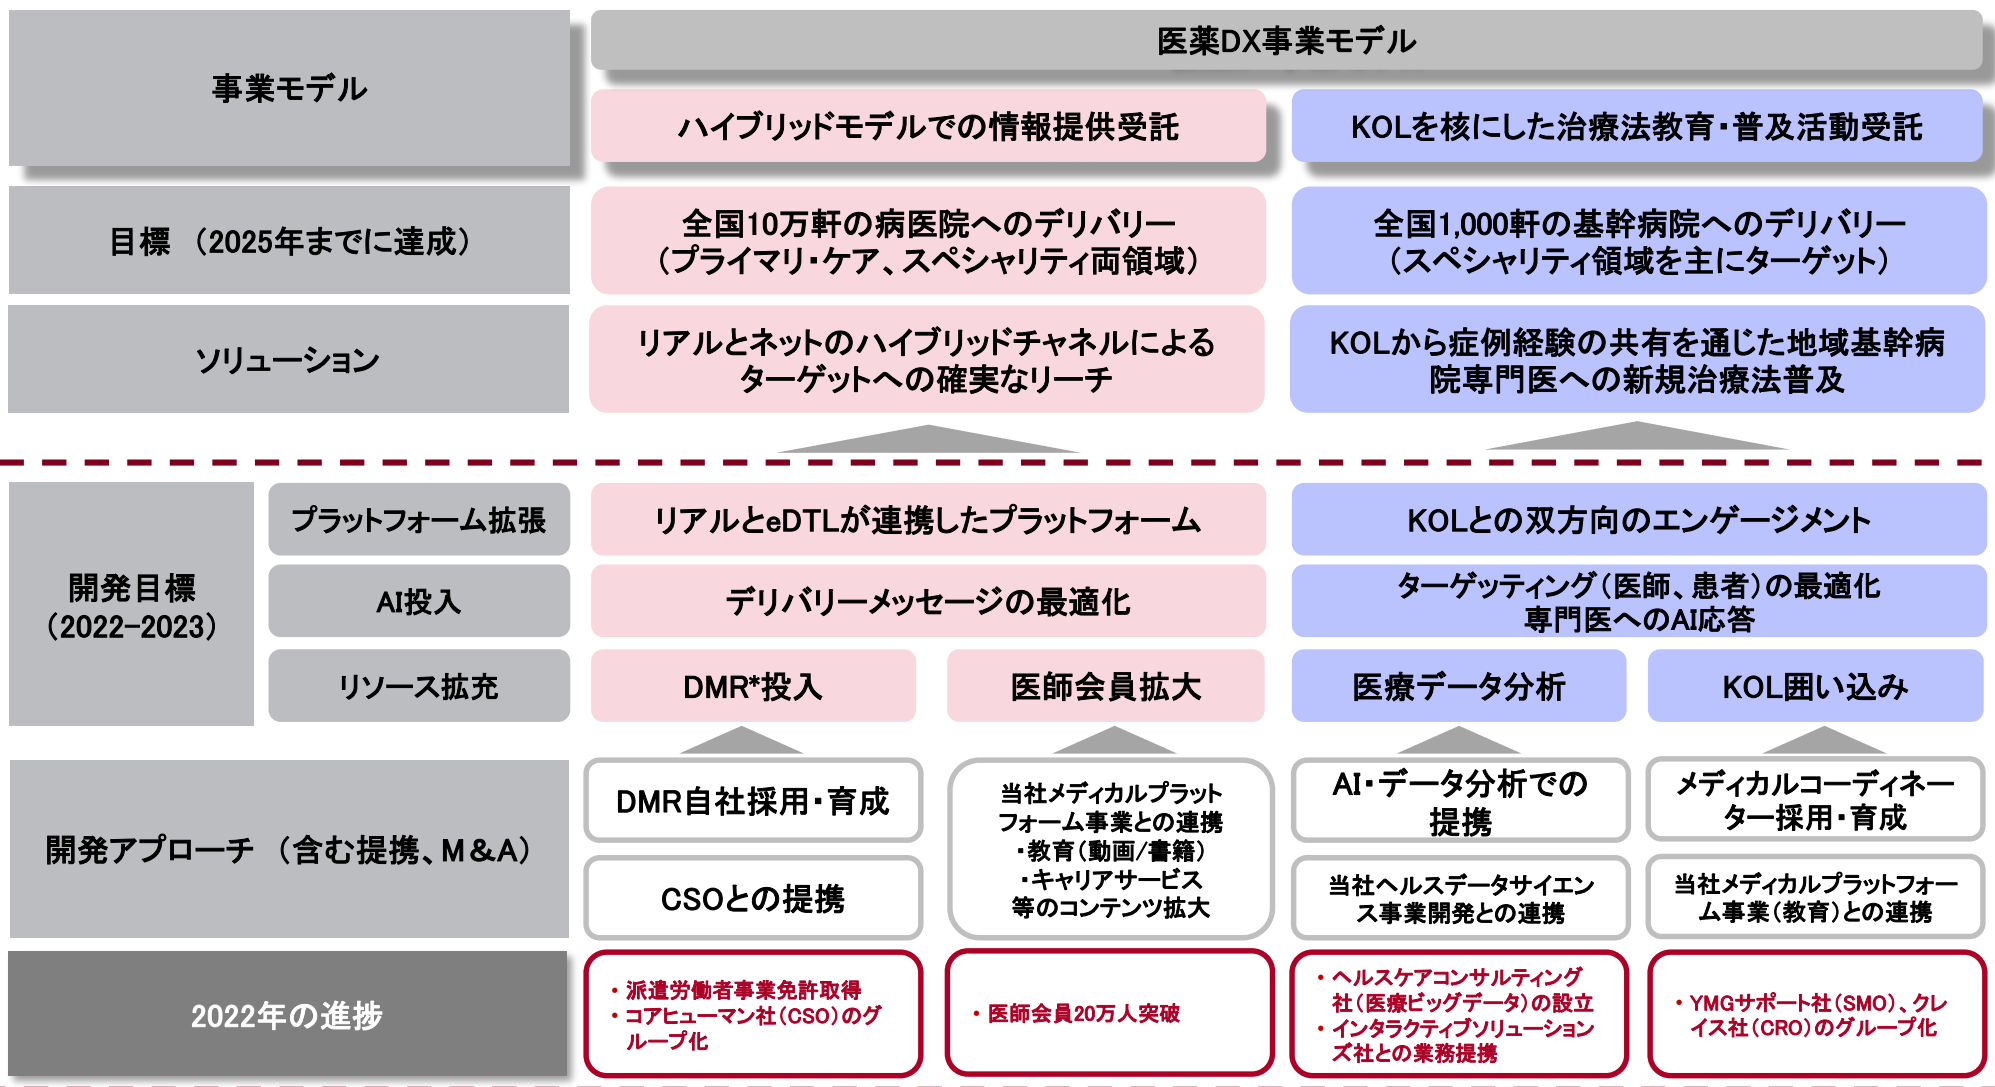 事業モデル
医薬DX事業モデル
ハイブリッドモデルでの情報提供受託
KOLを核にした治療法教育・普及活動受託
目標 （2025年までに達成）
全国10万軒の病医院へのデリバリー
（プライマリ・ケア、スペシャリティ両領域）
全国1,000軒の基幹病院へのデリバリー
（スペシャリティ領域を主にターゲット）
ソリューション
リアルとネットのハイブリッドチャネルによる
ターゲットへの確実なリーチ
KOLから症例経験の共有を通じた地域基幹病
院専門医への新規治療法普及
開発目標
（2022-2023）
プラットフォーム拡張
リアルとeDTLが連携したプラットフォーム
KOLとの双方向のエンゲージメント
AI投入
デリバリーメッセージの最適化
ターゲッティング（医師、患者）の最適化
専門医へのAI応答
リソース拡充
DMR*投入
医師会員拡大
医療データ分析
KOL囲い込み
開発アプローチ （含む提携、M＆A）
DMR自社採用・育成
CSOとの提携
当社メディカルプラット
フォーム事業との連携
・教育（動画/書籍）
・キャリアサービス
等のコンテンツ拡大
AI・データ分析での
提携
当社ヘルスデータサイエン
ス事業開発との連携
メディカルコーディネー
ター採用・育成
当社メディカルプラットフォー
ム事業（教育）との連携
2022年の進捗
・派遣労働者事業免許取得
・コアヒューマン社（CSO）のグ
ループ化
・医師会員20万人突破
・ヘルスケアコンサルティング
社（医療ビッグデータ）の設立
・インタラクティブソリューション
ズ社との業務提携
・YMGサポート社（SMO）、クレ
イス社（CRO）のグループ化